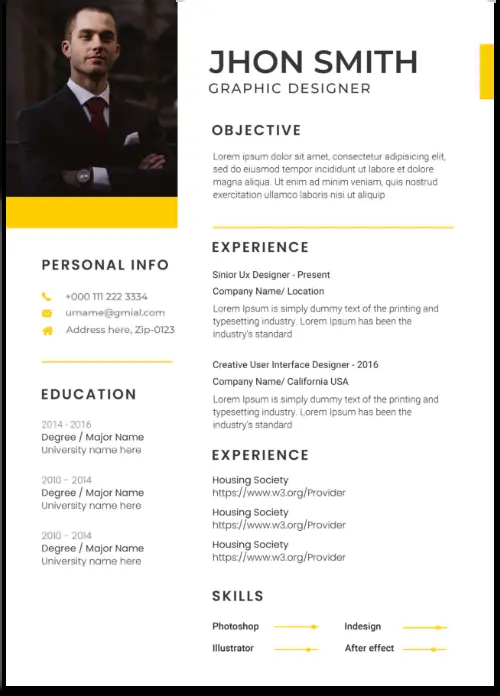 JHON SMITH
GRAPHIC DESIGNER
OBJECTIVE
Lorem ipsum dolor sit amet, consectetur adipisicing elit,
sed do eiusmod tempor incididunt ut labore et dolore
magna aliqua. Ut enim ad minim veniam, quis nostrud
exercitation ullamco laboris nisi ut aliquip
PERSONAL INFO
+000 111 222 3334
urname@gmial.com
Address here, Zip-0123
EDUCATION
2014 - 2016
Degree / Major Name
University name here
2010 - 2014
Degree / Major Name
University name here
2010 - 2014
Degree / Major Name
University name here
EXPERIENCE
Sinior Ux Designer - Present
Company Name/ Location
Lorem Ipsum is simply dummy text of the printing and
typesetting industry. Lorem Ipsum has been the
industry's standard
Creative User Interface Designer - 2016
Company Name/ California USA
Lorem Ipsum is simply dummy text of the printing and
typesetting industry. Lorem Ipsum has been the
industry's standard
EXPERIENCE
Housing Society
https://www.w3.org/Provider
Housing Society
https://www.w3.org/Provider
Housing Society
https://www.w3.org/Provider
SKILLS
Photoshop
Indesign
Illustrator
After effect